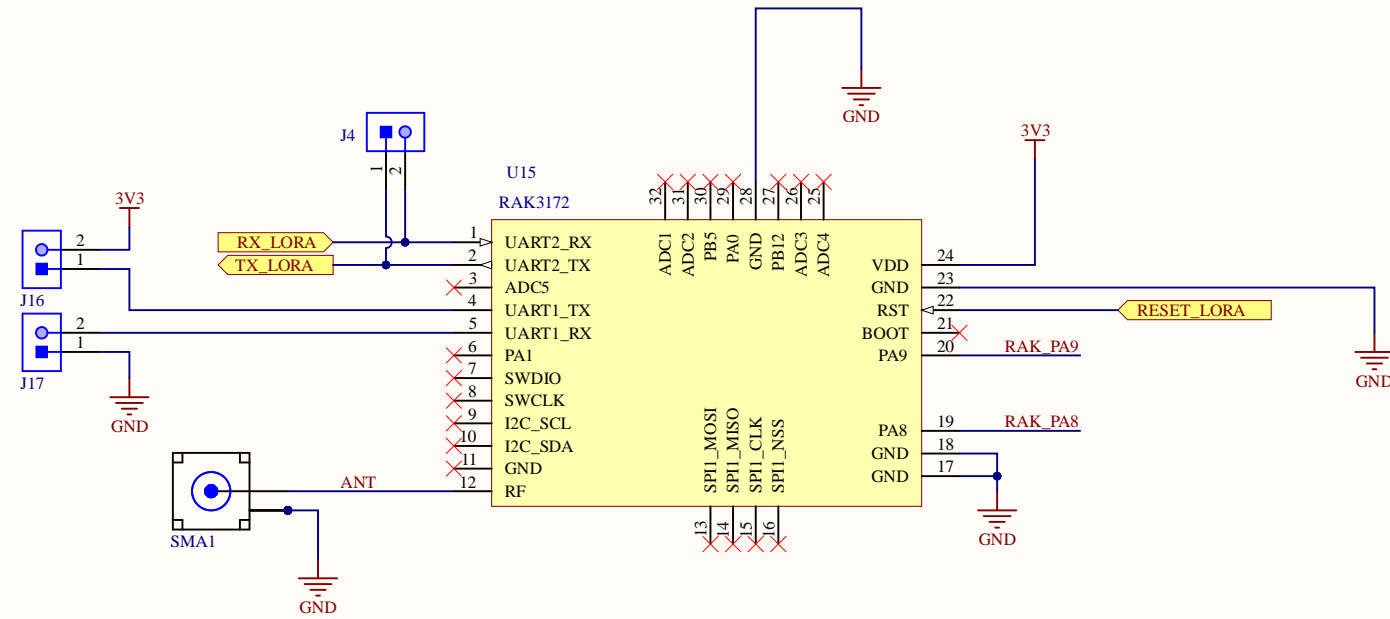 GND
J4
1
2
3V3
U15
RAK3172
32
31
30
29
28
27
26
25
ADC1
ADC2
PB5
PA0
GND
PB12
ADC3
ADC4
3V3
2
1
J16
RX_LORA
TX_LORA
1 UART2_RX
2 UART2_TX
3 ADC5
4 UART1_TX
5 UART1_RX
6 PA1
7 SWDIO
8 SWCLK
9 I2C_SCL
10 I2C_SDA
11 GND
12 RF
VDD 24
GND 23
RST 22
RESET_LORA
BOOT 21
PA9 20
RAK_PA9
GND
PA8 19
RAK_PA8
GND 18
GND 17
GND
2
1
J17
GND
ANT
SMA1
GND
SPI1_MOSI
SPI1_MISO
SPI1_CLK
SPI1_NSS
13
14
15
16